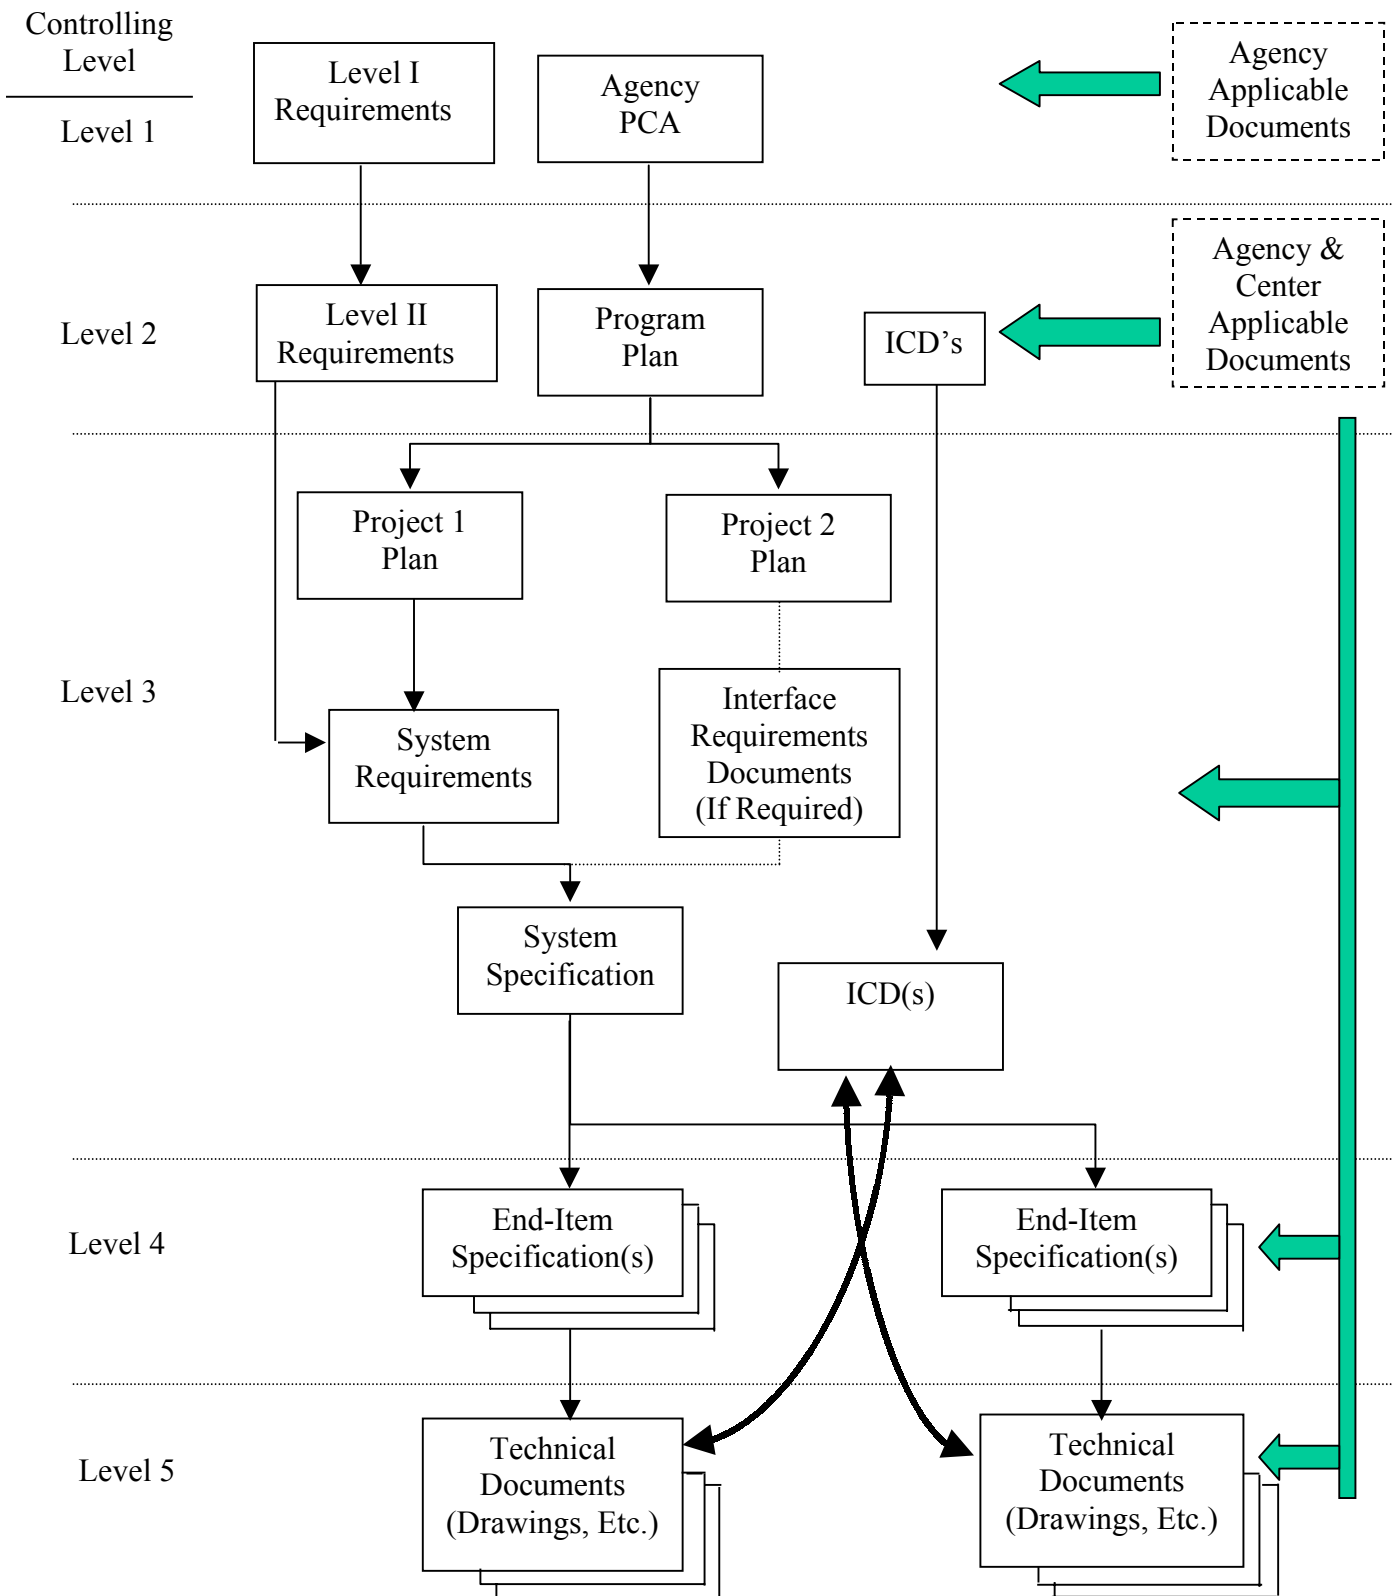 Controlling
Level
Level 1
Level I
Requirements
Agency
PCA
Agency
Applicable
Documents
Level 2
Level II
Requirements
Program
Plan
ICD’s
Agency &
Center
Applicable
Documents
Level 3
Project 1
Plan
Project 2
Plan
System
Requirements
Interface
Requirements
Documents
(If Required)
System
Specification
ICD(s)
Level 4
End-Item
Specification(s)
End-Item
Specification(s)
Level 5
Technical
Documents
(Drawings, Etc.)
Technical
Documents
(Drawings, Etc.)